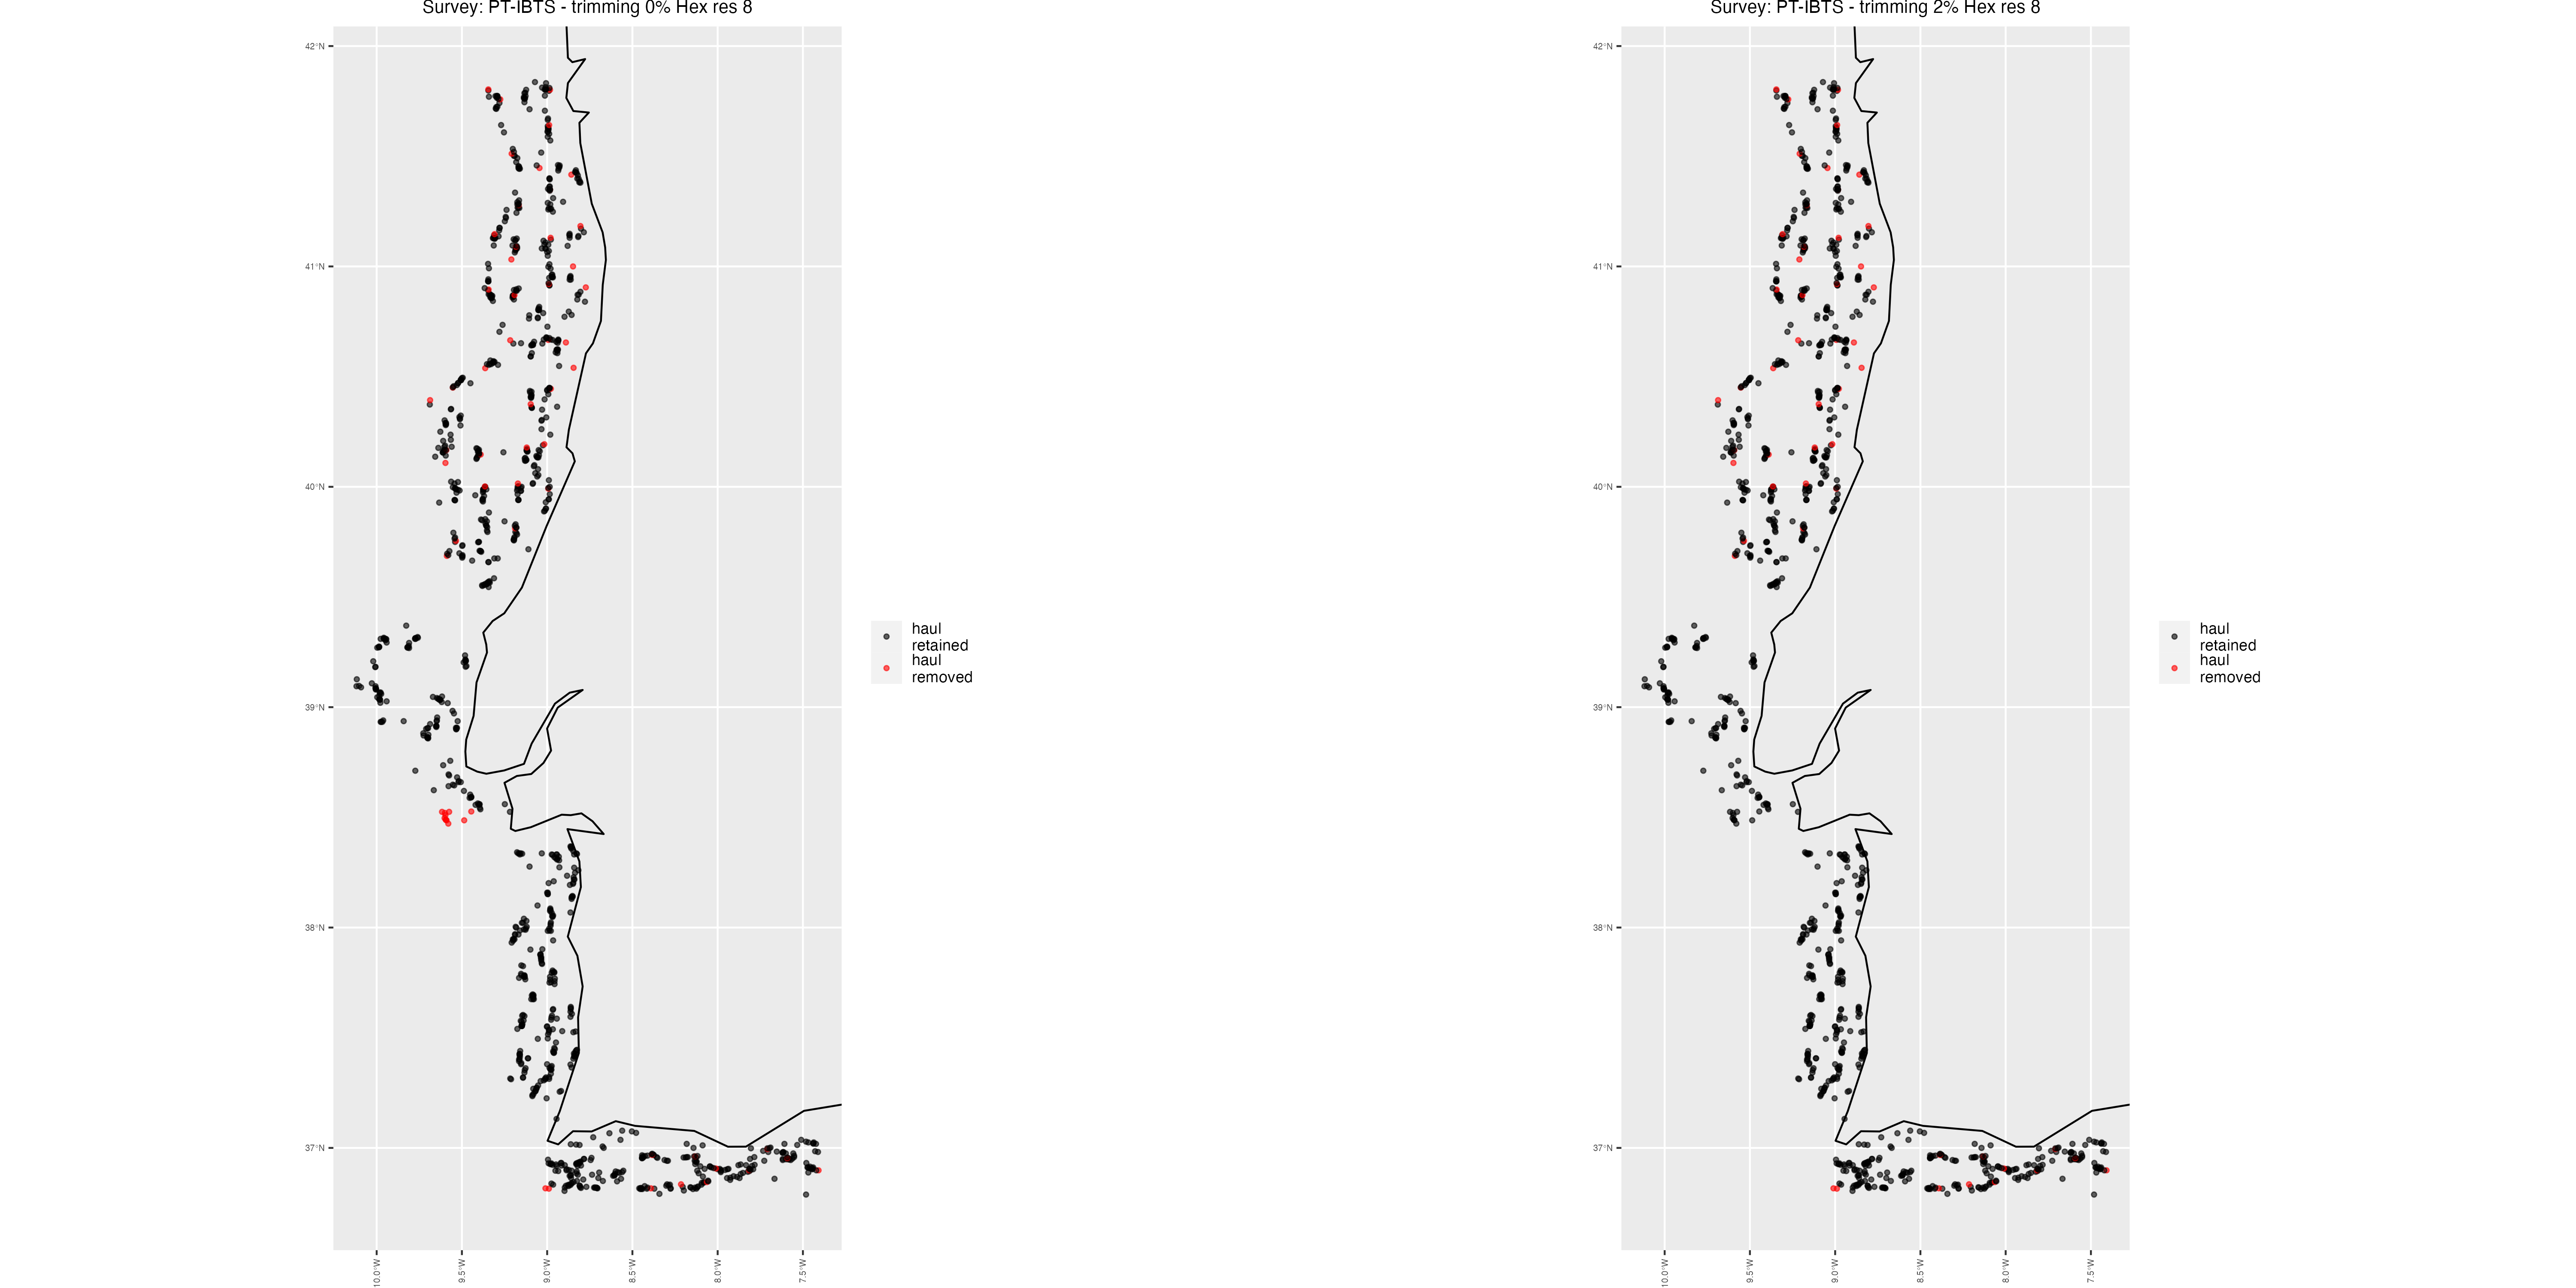 Survey: PT-IBTS - trimming 0% Hex res 8
42°N
41°N
40°N
39°N
38°N
37°N
10.0°W
9.5°W
9.0°W
8.5°W
8.0°W
7.5°W
haul
retained
haul
removed
Survey: PT-IBTS - trimming 2% Hex res 8
42°N
41°N
40°N
39°N
38°N
37°N
10.0°W
9.5°W
9.0°W
8.5°W
8.0°W
7.5°W
haul
retained
haul
removed